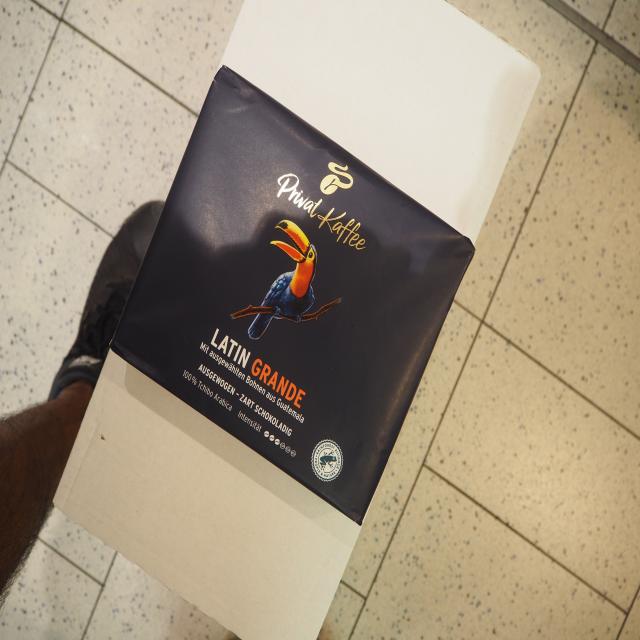 Privat-Kaffee
LATIN GRANDE
Mit ausgewählten Bohnen aus Guatemala
AUSGEWOGEN – ZART SCHOKOLADIG
100% Tchibo Arabica Intensität